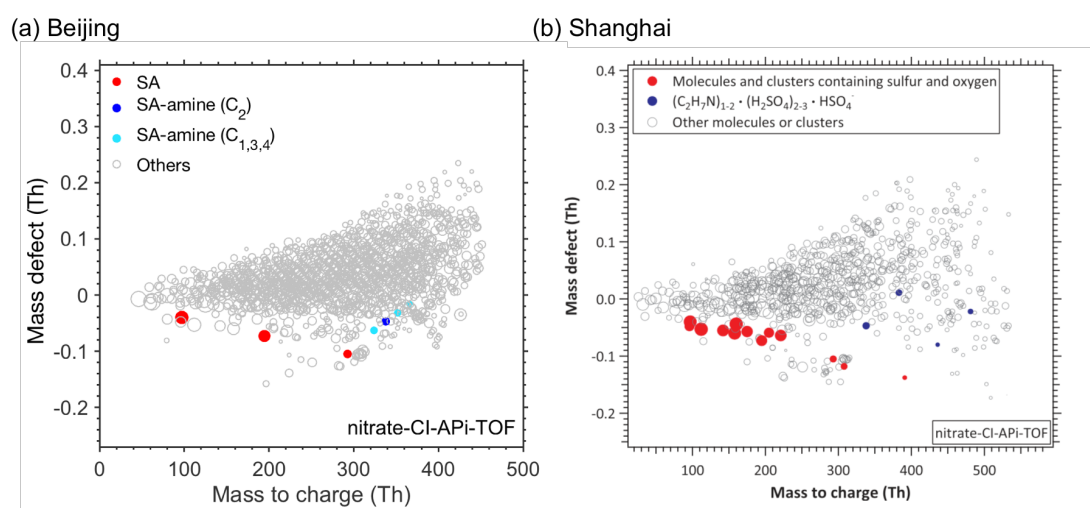 (a) Beijing
(b) Shanghai
0.4
0.3
0.2
0.1
0
-0.1
-0.2
Mass defect (Th)
SA
SA-amine (C2)
SA-amine (C1,3,4)
Others
nitrate-CI-APi-TOF
0 100 200 300 400 500
Mass to charge (Th)
0.4
0.3
0.2
0.1
0.0
-0.1
-0.2
Mass defect (Th)
Molecules and clusters containing sulfur and oxygen
(C2H7N)1-2 • (H2SO4)2-3 • HSO4-
Other molecules or clusters
nitrate-CI-APi-TOF
100 200 300 400 500
Mass to charge (Th)